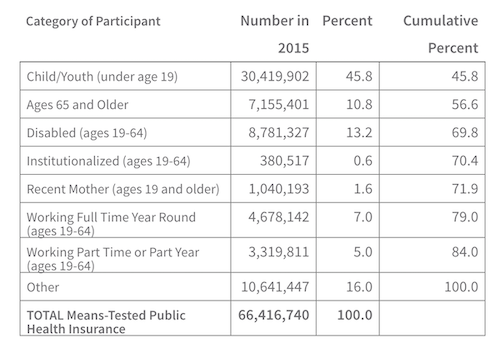 Category of Participant Number in 2015 Percent Cumulative Percent
Child/Youth (under age 19) 30,419,902 45.8 45.8
Ages 65 and Older 7,155,401 10.8 56.6
Disabled (ages 19-64) 8,781,327 13.2 69.8
Institutionalized (ages 19-64) 380,517 0.6 70.4
Recent Mother (ages 19 and older) 1,040,193 1.6 71.9
Working Full Time Year Round 4,678,142 7.0 79.0
(ages 19-64)
Working Part Time or Part Year 3,319,811 5.0 84.0
(ages 19-64)
Other 10,641,447 16.0 100.0
TOTAL Means-Tested Public 66,416,740 100.0
Health Insurance